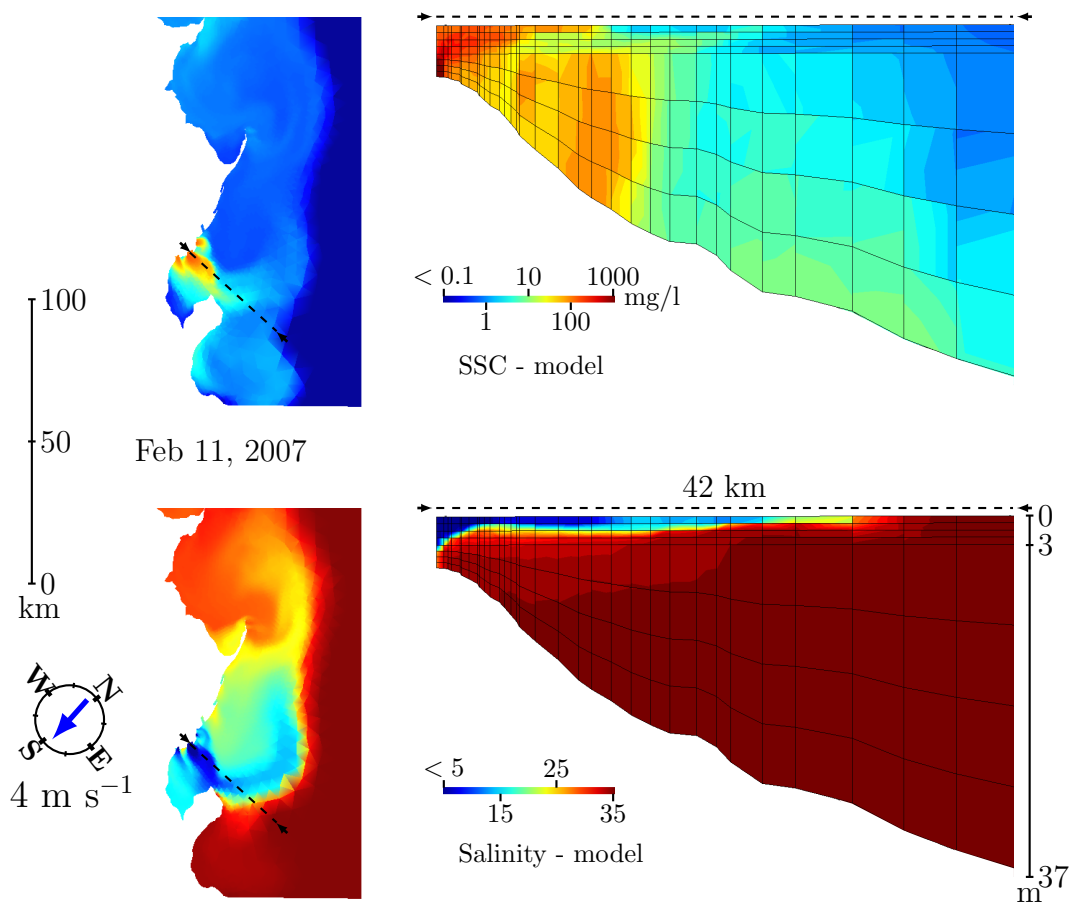 < 0.1 10 1000
mg/l
1 100
SSC - model
100
50
0
km
Feb 11, 2007
42 km
0
3
37
m
W N
S E
4 m s⁻¹
< 5 25
15 35
Salinity - model